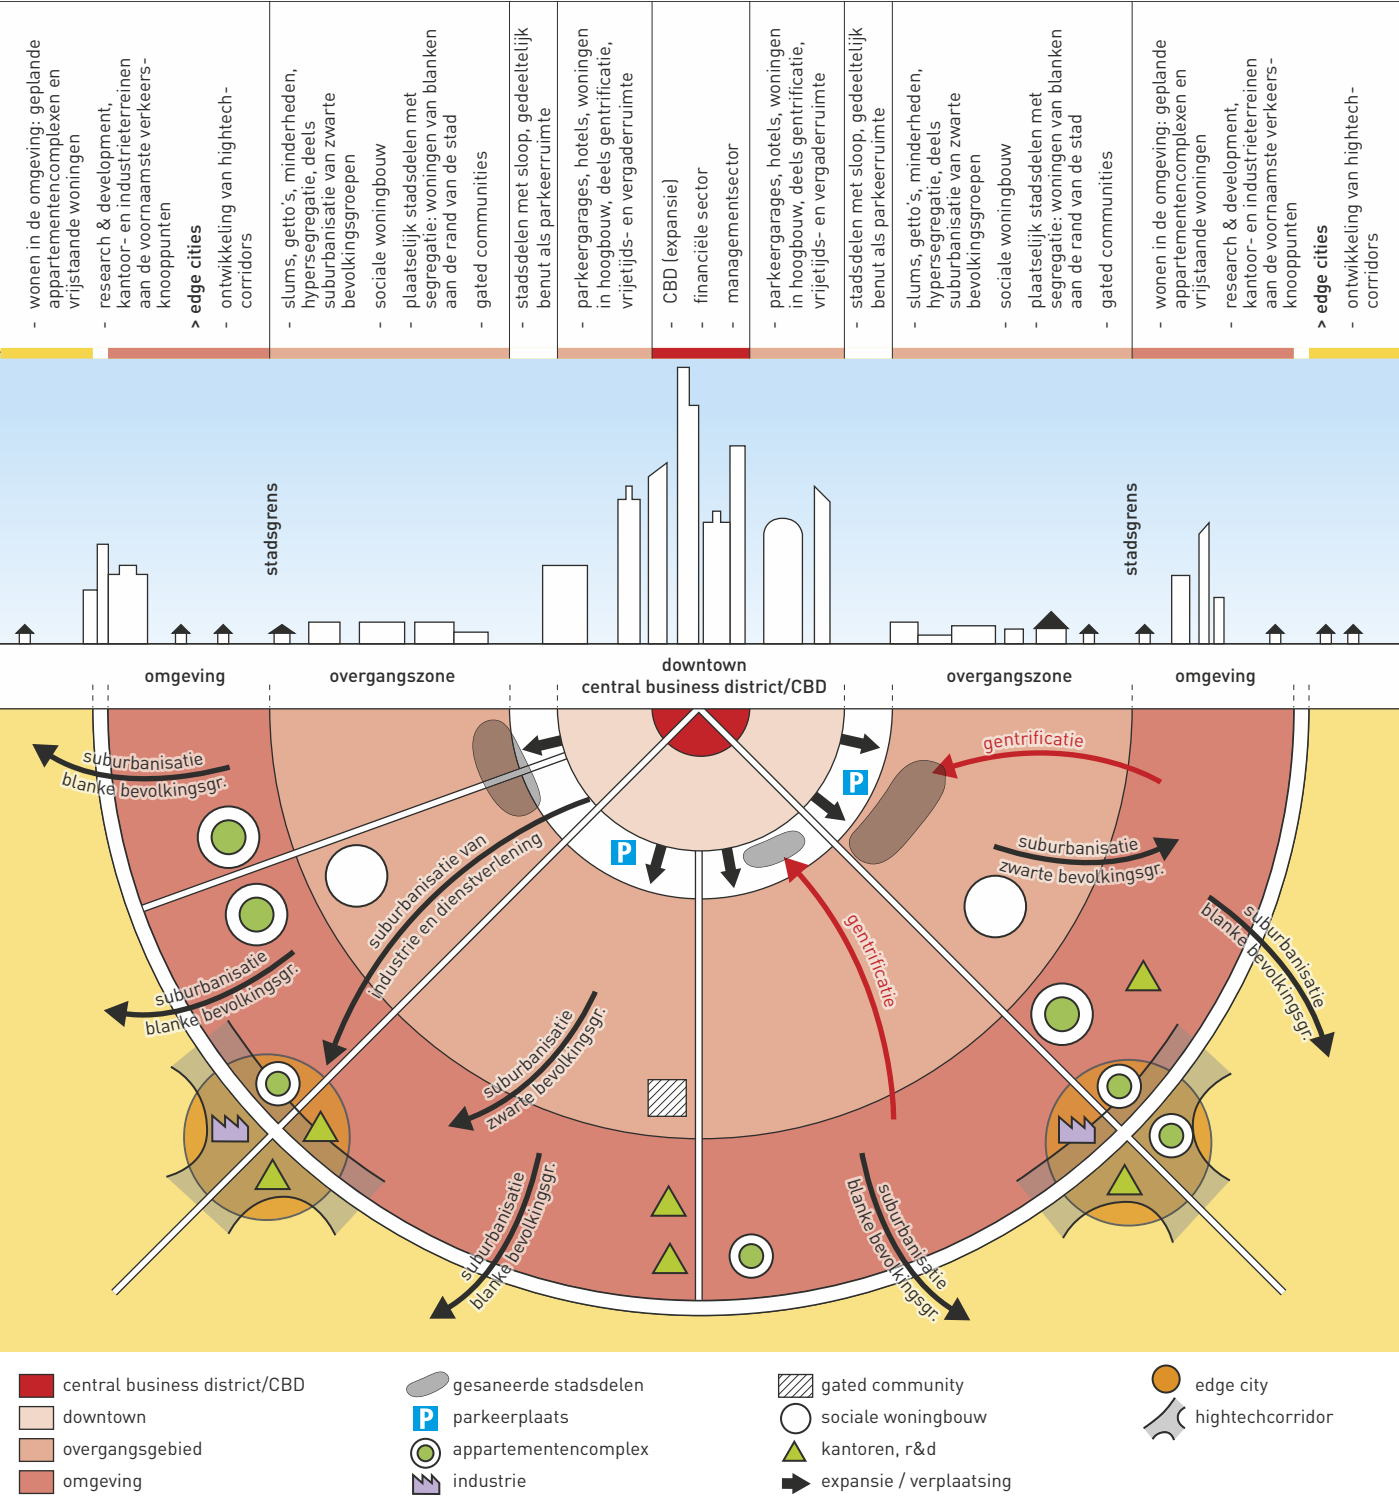 - wonen in de omgeving: geplande
appartementencomplexen en
vrijstaande woningen
- research & development,
kantoor- en industrieterreinen
aan de voornaamste verkeers-
knooppunten
> edge cities
- ontwikkeling van hightech-
corridors
- slums, getto's, minderheden,
hypersegregatie, deels
suburbanisatie van zwarte
bevolkingsgroepen
- sociale woningbouw
- plaatselijk stadsdelen met
segregatie: woningen van blanken
aan de rand van de stad
- gated communities
- stadsdelen met sloop, gedeeltelijk
benut als parkeerruimte
- parkeergarages, hotels, woningen
in hoogbouw, deels gentrificatie,
vrijetijds- en vergaderruimte
- CBD (expansie)
- financiële sector
- managementsector
- parkeergarages, hotels, woningen
in hoogbouw, deels gentrificatie,
vrijetijds- en vergaderruimte
- stadsdelen met sloop, gedeeltelijk
benut als parkeerruimte
- slums, getto's, minderheden,
hypersegregatie, deels
suburbanisatie van zwarte
bevolkingsgroepen
- sociale woningbouw
- plaatselijk stadsdelen met
segregatie: woningen van blanken
aan de rand van de stad
- gated communities
- wonen in de omgeving: geplande
appartementencomplexen en
vrijstaande woningen
- research & development,
kantoor- en industrieterreinen
aan de voornaamste verkeers-
knooppunten
> edge cities
- ontwikkeling van hightech-
corridors
stadsgrens
stadsgrens
omgeving
overgangszone
downtown
central business district/CBD
overgangszone
omgeving
suburbanisatie
blanke bevolkingsgr.
gentrificatie
P
P
suburbanisatie van
industrie en dienstverlening
suburbanisatie
zwarte bevolkingsgr.
suburbanisatie
blanke bevolkingsgr.
gentrificatie
suburbanisatie
blanke bevolkingsgr.
suburbanisatie
zwarte bevolkingsgr.
suburbanisatie
blanke bevolkingsgr.
suburbanisatie
blanke bevolkingsgr.
central business district/CBD
downtown
overgangsgebied
omgeving
gesaneerde stadsdelen
P parkeerplaats
appartementencomplex
industrie
gated community
sociale woningbouw
kantoren, r&d
expansie / verplaatsing
edge city
hightechcorridor